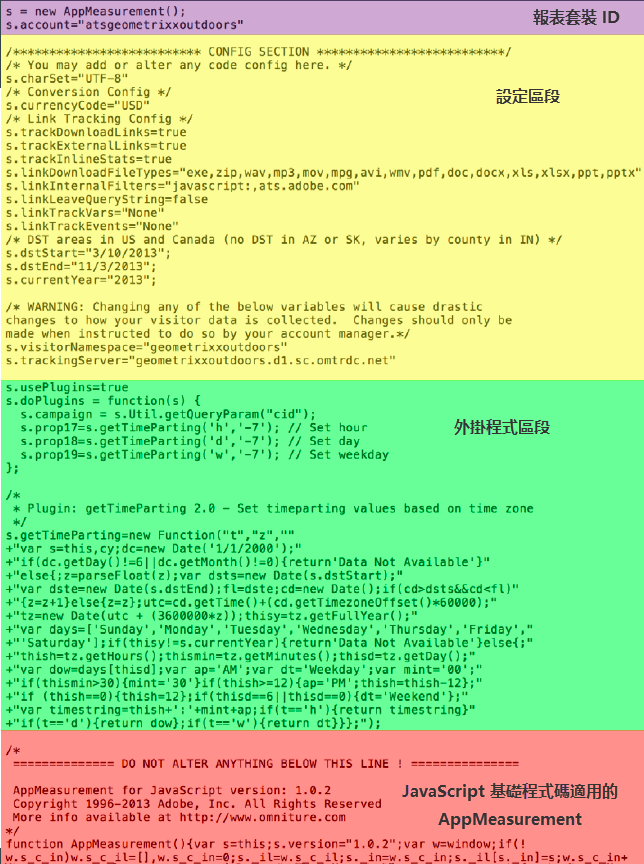 s = new AppMeasurement();
s.account="atsgeometrixxoutdoors"
報表套裝 ID
/*************************** CONFIG SECTION ***************************/
/* You may add or alter any code config here. */
s.charSet="UTF-8"
/* Conversion Config */
s.currencyCode="USD"
設定區段
/* Link Tracking Config */
s.trackDownloadLinks=true
s.trackExternalLinks=true
s.trackInlineStats=true
s.linkDownloadFileTypes="exe,zip,wav,mp3,mov,mpg,avi,wmv,pdf,doc,docx,xls,xlsx,ppt,pptx"
s.linkInternalFilters="javascript:,ats.adobe.com"
s.linkLeaveQueryString=false
s.linkTrackVars="None"
s.linkTrackEvents="None"
/* DST areas in US and Canada (no DST in AZ or SK, varies by county in IN) */
s.dstStart="3/10/2013";
s.dstEnd="11/3/2013";
s.currentYear="2013";
/* WARNING: Changing any of the below variables will cause drastic
changes to how your visitor data is collected.  Changes should only be
made when instructed to do so by your account manager.*/
s.visitorNamespace="geometrixxoutdoors"
s.trackingServer="geometrixxoutdoors.d1.sc.omtrdc.net"
s.usePlugins=true
s.doPlugins = function(s) {
  s.campaign = s.Util.getQueryParam("cid");
  s.prop17=s.getTimeParting('h','-7'); // Set hour
  s.prop18=s.getTimeParting('d','-7'); // Set day
  s.prop19=s.getTimeParting('w','-7'); // Set weekday
};
外掛程式區段
/*
 * Plugin: getTimeParting 2.0 - Set timeparting values based on time zone
 */
s.getTimeParting=new Function("t","z",""
+"var s=this,cy;dc=new Date('1/1/2000');"
+"if(dc.getDay()!=6||dc.getMonth()!=0){return'Data Not Available'}"
+"else{;z=parseFloat(z);var dsts=new Date(s.dstStart);"
+"var dste=new Date(s.dstEnd);fl=dste;cd=new Date();if(cd>dsts&&cd<fl)"
+"{z=z+1}else{z=z};utc=cd.getTime()+(cd.getTimezoneOffset()*60000);"
+"tz=new Date(utc + (3600000*z));thisy=tz.getFullYear();"
+"var days=['Sunday','Monday','Tuesday','Wednesday','Thursday','Friday',"
+"'Saturday'];if(thisy!=s.currentYear){return'Data Not Available'}else{;"
+"thish=tz.getHours();thismin=tz.getMinutes();thisd=tz.getDay();"
+"var dow=days[thisd];var ap='AM';var dt='Weekday';var mint='00';"
+"if(thismin>30){mint='30'}if(thish>=12){ap='PM';thish=thish-12};"
+"if (thish==0){thish=12};if(thisd==6||thisd==0){dt='Weekend'};"
+"var timestring=thish+':'+mint+ap;if(t=='h'){return timestring}"
+"if(t=='d'){return dow};if(t=='w'){return dt}}};");
/*
 ============== DO NOT ALTER ANYTHING BELOW THIS LINE ! ===============
 AppMeasurement for JavaScript version: 1.0.2
 Copyright 1996-2013 Adobe, Inc. All Rights Reserved
 More info available at http://www.omniture.com
*/
JavaScript 基礎程式碼適用的
AppMeasurement
function AppMeasurement(){var s=this;s.version="1.0.2";var w=window;if(!
w.s_c_in)w.s_c_il=[],w.s_c_in=0;s._il=w.s_c_il;s._in=w.s_c_in;s._il[s._in]=s;w.s_c_in+